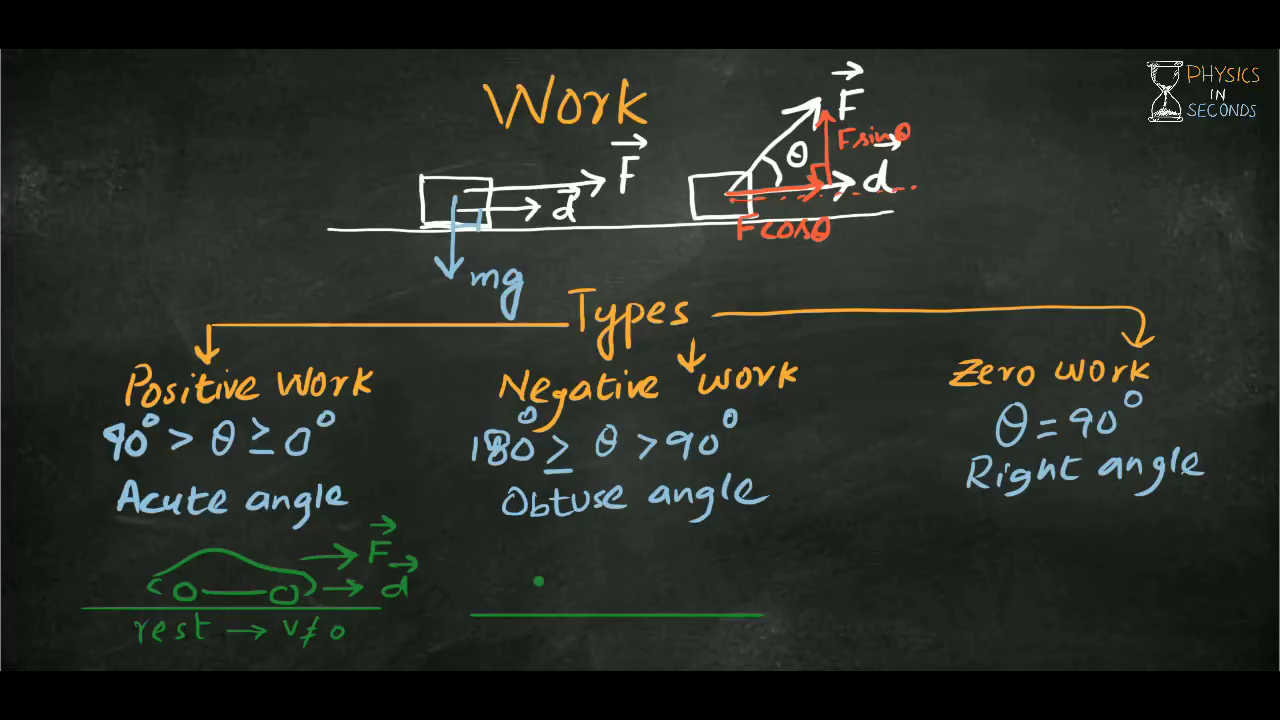 Work
PHYSICS
IN
SECONDS
F
d
mg
F
Fsinθ
θ
d
Fcosθ
Types
Positive Work
90° > θ ≥ 0°
Acute angle
F
d
rest → v ≠ 0
Negative work
180° ≥ θ > 90°
Obtuse angle
Zero work
θ = 90°
Right angle